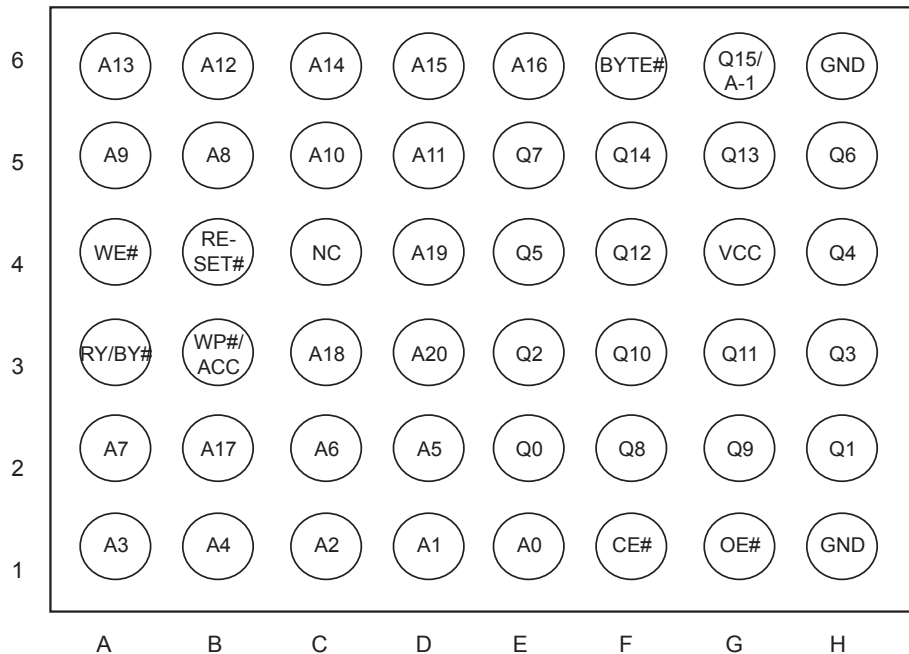 6 A13 A12 A14 A15 A16 BYTE# Q15/ A-1 GND
5 A9 A8 A10 A11 Q7 Q14 Q13 Q6
4 WE# RE- SET# NC A19 Q5 Q12 VCC Q4
3 RY/BY# WP#/ ACC A18 A20 Q2 Q10 Q11 Q3
2 A7 A17 A6 A5 Q0 Q8 Q9 Q1
1 A3 A4 A2 A1 A0 CE# OE# GND
A B C D E F G H